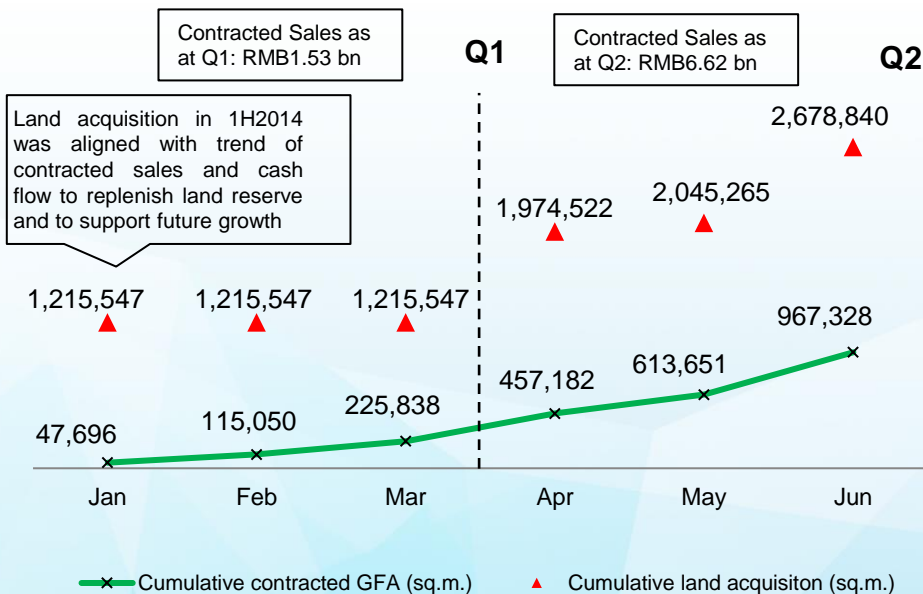 Contracted Sales as
at Q1: RMB1.53 bn
Q1
Contracted Sales as
at Q2: RMB6.62 bn
Q2
Land acquisition in 1H2014
was aligned with trend of
contracted sales and cash
flow to replenish land reserve
and to support future growth
2,678,840
1,974,522
2,045,265
1,215,547
1,215,547
1,215,547
967,328
613,651
457,182
225,838
115,050
47,696
Jan
Feb
Mar
Apr
May
Jun
Cumulative contracted GFA (sq.m.)
Cumulative land acquisiton (sq.m.)